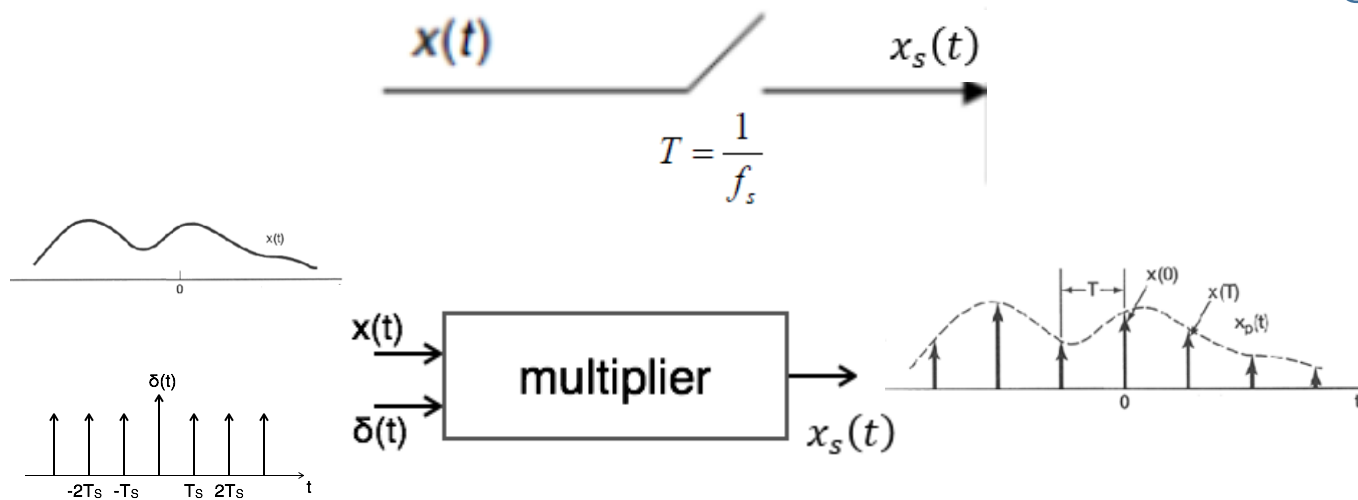 x(t)
xₛ(t)
T = 1/fₛ
x(t)
0
x(t)
δ(t)
multiplier
xₛ(t)
δ(t)
-2Ts -Ts Ts 2Ts t
T
x(0)
x(T)
xₚ(t)
0 t